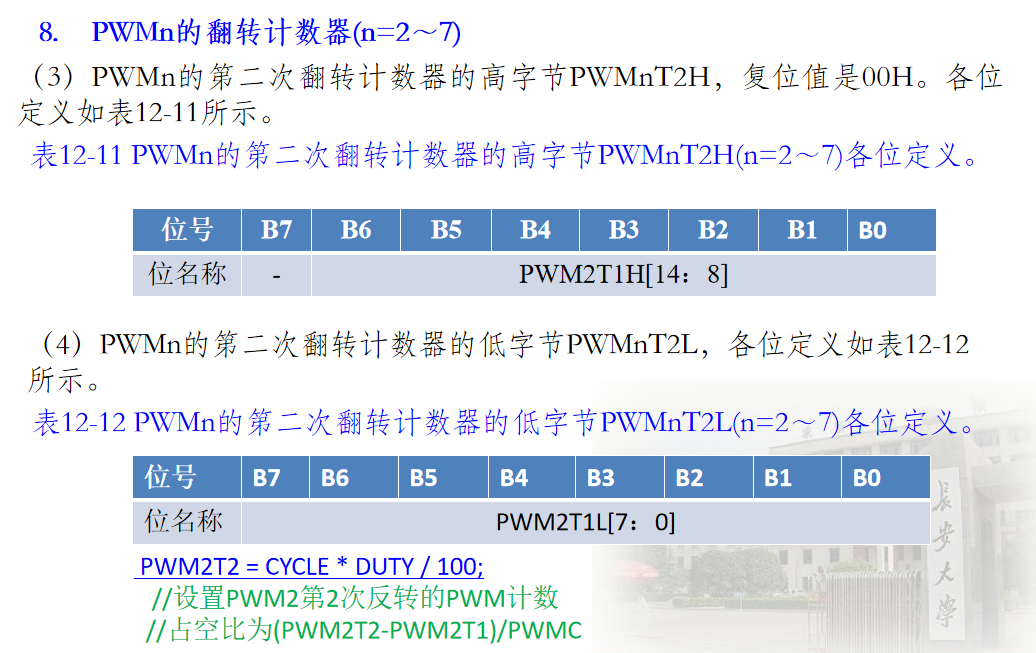 8. PWMn的翻转计数器(n=2～7)
（3）PWMn的第二次翻转计数器的高字节PWMnT2H，复位值是00H。各位
定义如表12-11所示。
表12-11 PWMn的第二次翻转计数器的高字节PWMnT2H(n=2～7)各位定义。
位号 B7 B6 B5 B4 B3 B2 B1 B0
位名称 - PWM2T1H[14：8]
（4）PWMn的第二次翻转计数器的低字节PWMnT2L，各位定义如表12-12
所示。
表12-12 PWMn的第二次翻转计数器的低字节PWMnT2L(n=2～7)各位定义。
位号 B7 B6 B5 B4 B3 B2 B1 B0
位名称 PWM2T1L[7：0]
PWM2T2 = CYCLE * DUTY / 100;
//设置PWM2第2次反转的PWM计数
//占空比为(PWM2T2-PWM2T1)/PWMC
长安大学